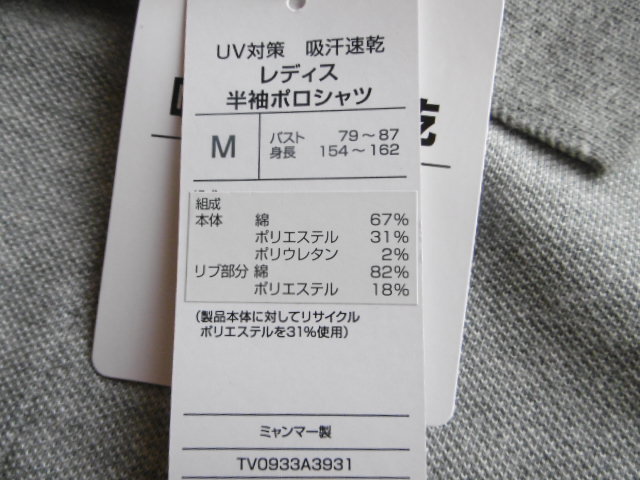 UV対策 吸汗速乾
レディス
半袖ポロシャツ
M
バスト 79～87
身長 154～162
組成
本体 綿 67%
ポリエステル 31%
ポリウレタン 2%
リブ部分 綿 82%
ポリエステル 18%
(製品本体に対してリサイクル
ポリエステルを31%使用)
ミャンマー製
TV0933A3931
乾